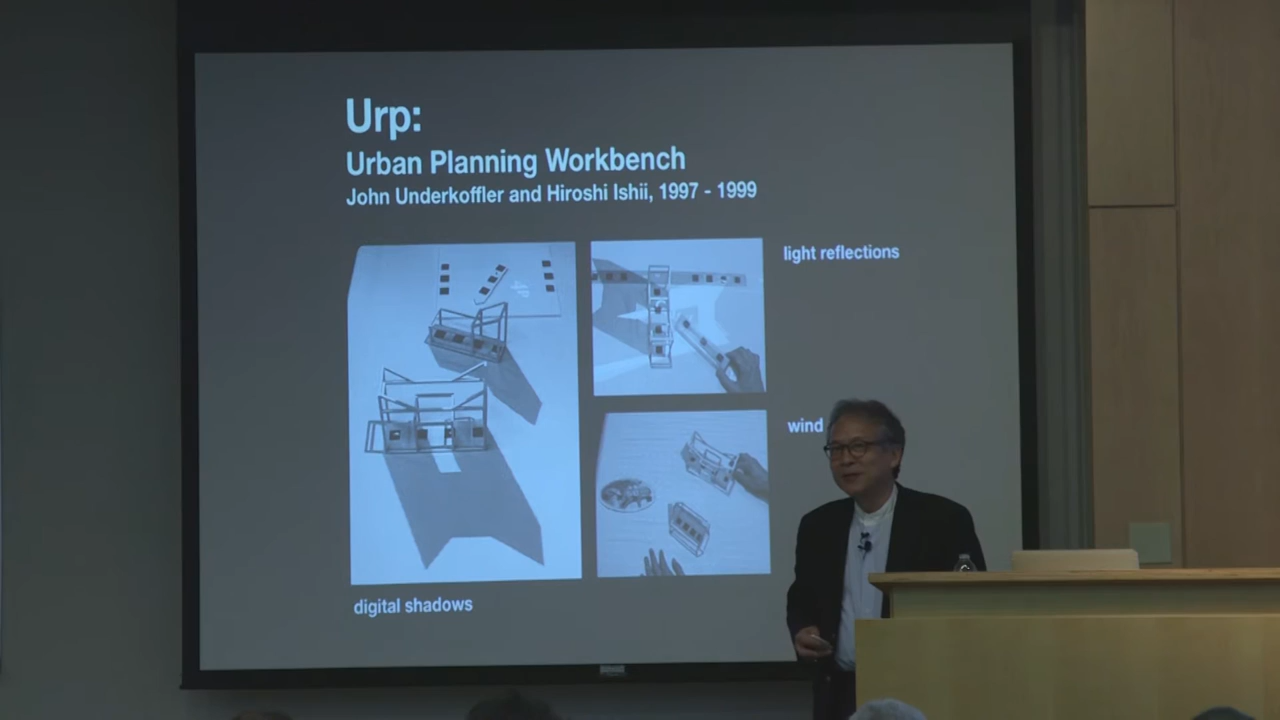 Urp:
Urban Planning Workbench
John Underkoffler and Hiroshi Ishii, 1997 - 1999
light reflections
wind
digital shadows